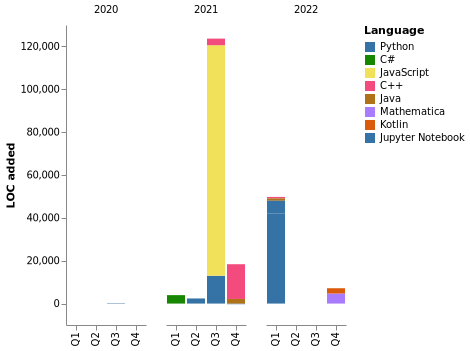 2020 2021 2022
Language
Python
C#
JavaScript
C++
Java
Mathematica
Kotlin
Jupyter Notebook
LOC added
120,000
100,000
80,000
60,000
40,000
20,000
0
Q1 Q2 Q3 Q4 Q1 Q2 Q3 Q4 Q1 Q2 Q3 Q4